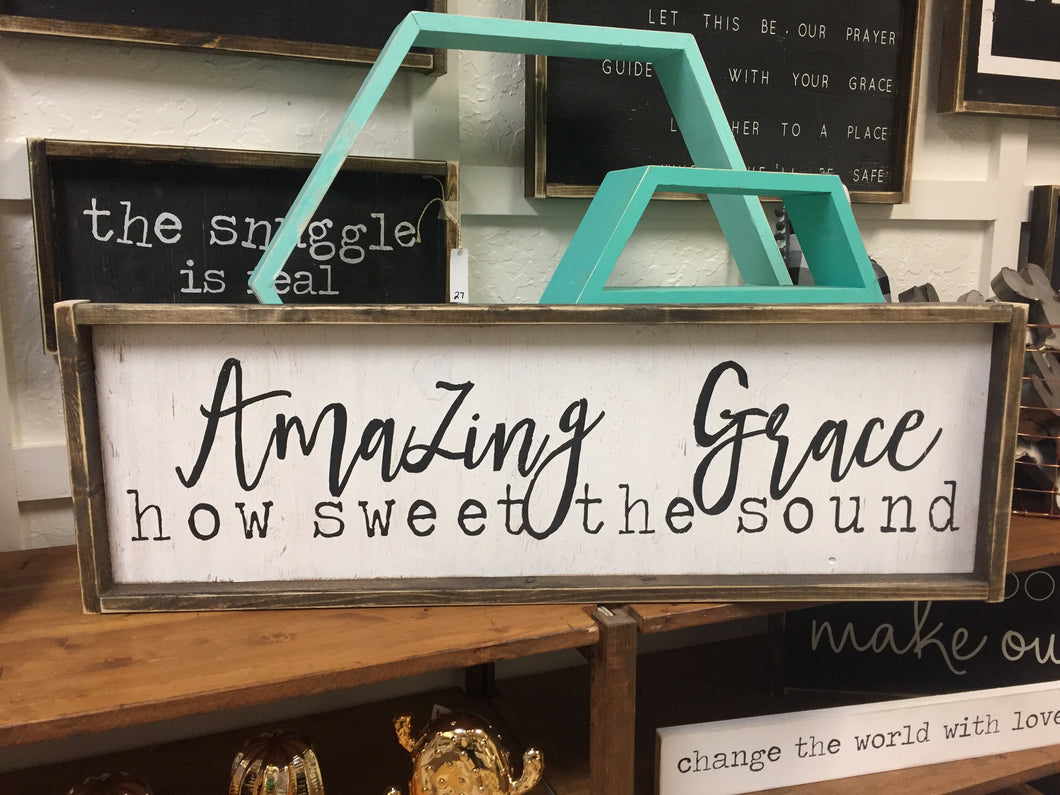 LET THIS BE OUR PRAYER
GUIDE WITH YOUR GRACE
HER TO A PLACE
BE SAFE
the snuggle
is real
27
Amazing Grace
how sweet the sound
make ou
change the world with love